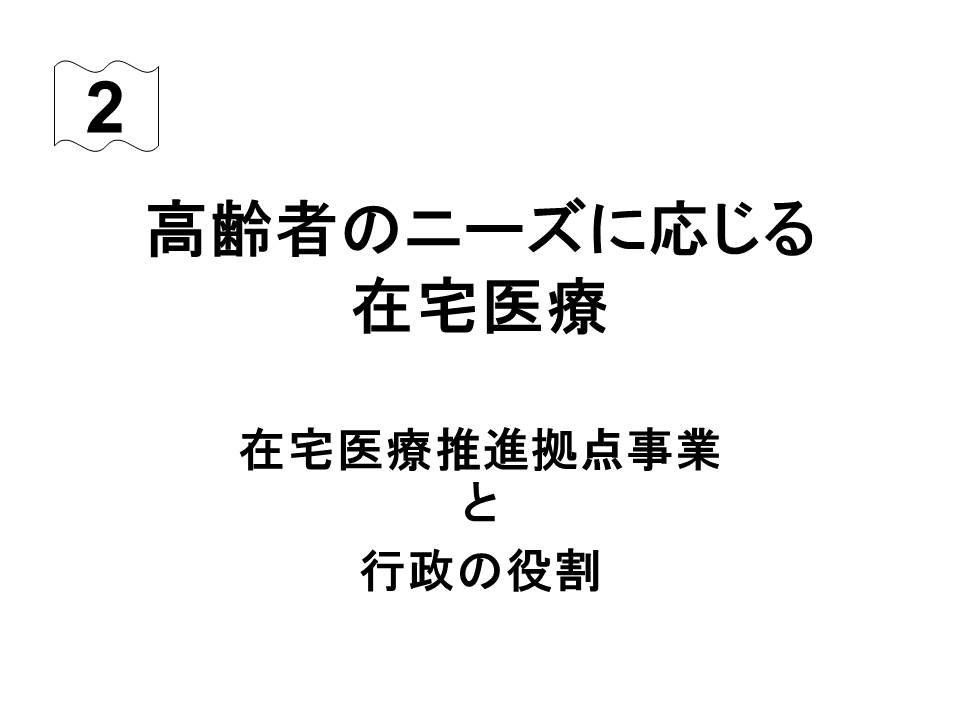 2
高齢者のニーズに応じる
在宅医療
在宅医療推進拠点事業
と
行政の役割